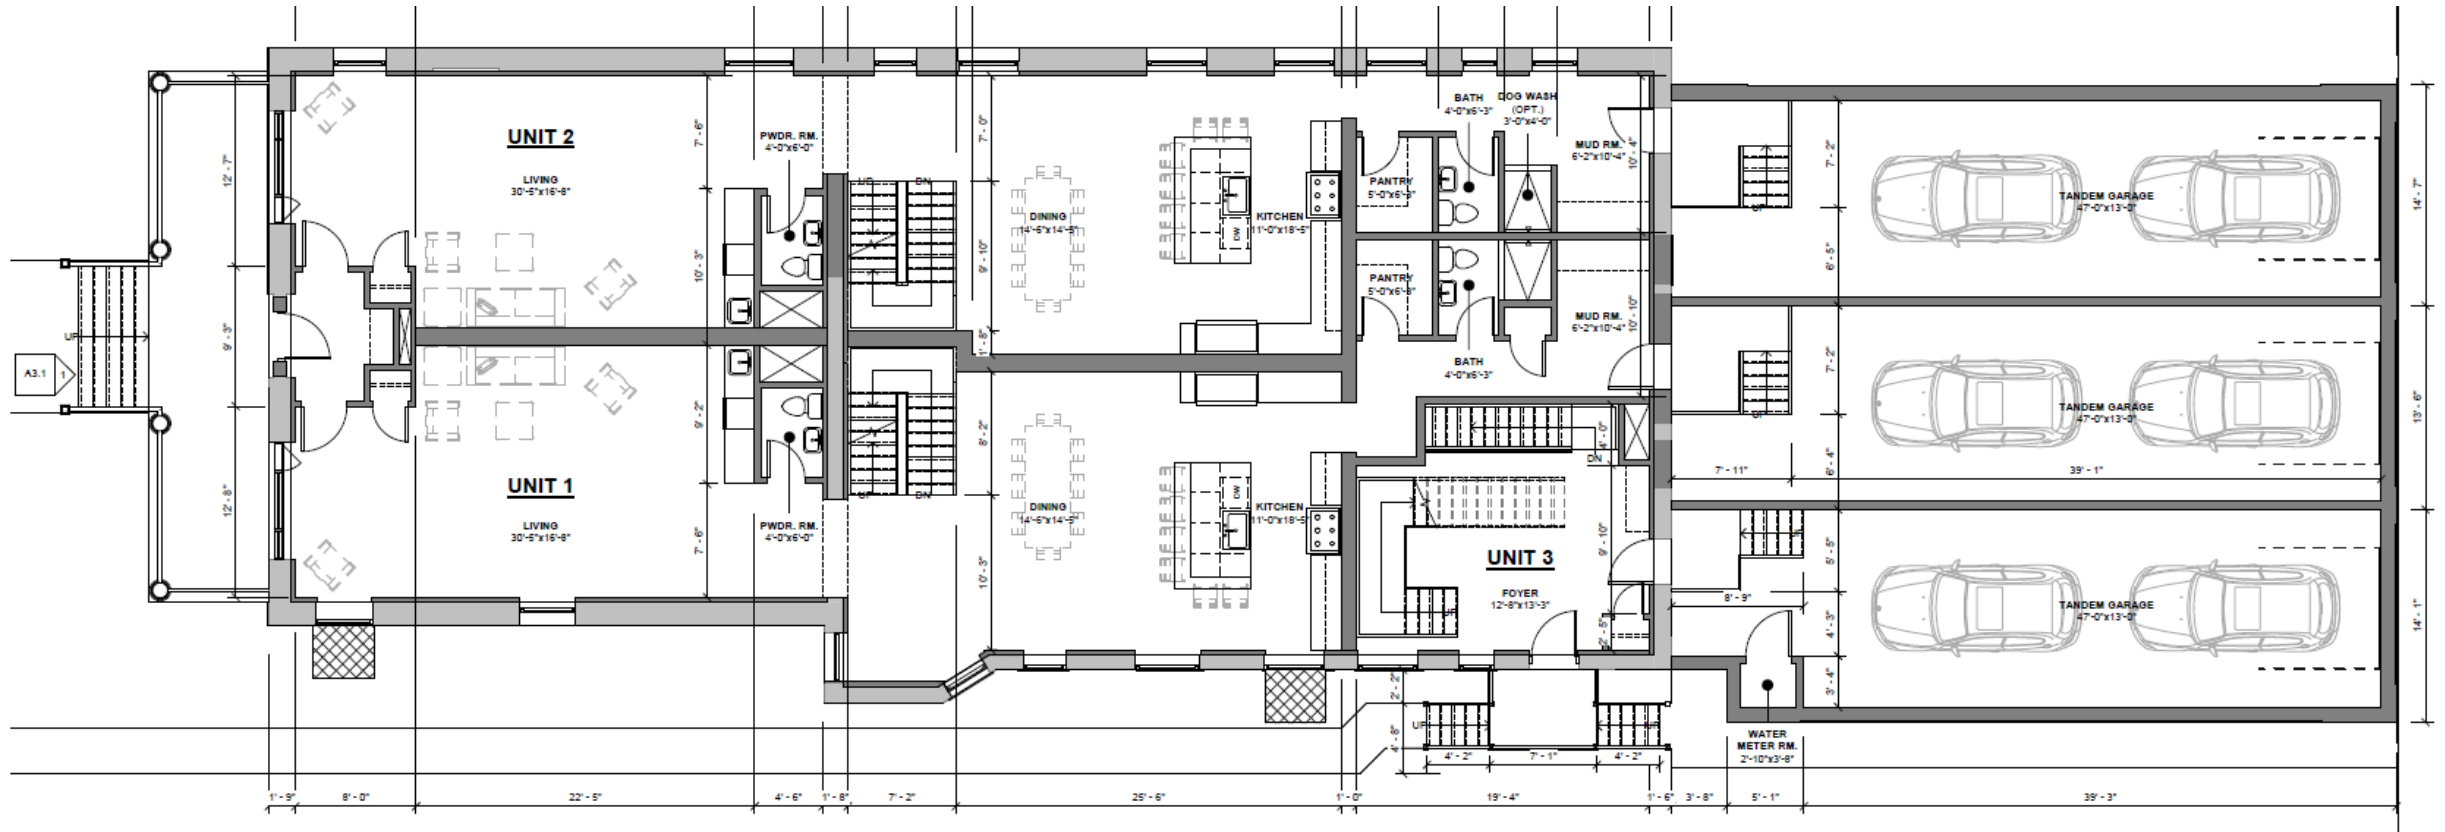 UNIT 2
LIVING
30'-5"x16'-8"
PWDR. RM.
4'-0"x6'-0"
UP
DN
DINING
14'-6"x14'-5"
KITCHEN
11'-0"x18'-5"
DW
PANTRY
5'-0"x6'-3"
BATH
4'-0"x6'-3"
DOG WASH
(OPT.)
3'-0"x4'-0"
MUD RM.
6'-2"x10'-4"
UP
TANDEM GARAGE
47'-0"x13'-0"
12' - 7"
7' - 6"
10' - 3"
7' - 0"
9' - 10"
1' - 8"
10' - 4"
7' - 2"
6' - 5"
14' - 7"
UP
A3.1
1
9' - 3"
PANTRY
5'-0"x6'-3"
BATH
4'-0"x6'-3"
MUD RM.
6'-2"x10'-4"
10' - 10"
UP
TANDEM GARAGE
47'-0"x13'-0"
7' - 2"
6' - 4"
13' - 6"
7' - 11"
39' - 1"
UNIT 1
LIVING
30'-5"x16'-8"
PWDR. RM.
4'-0"x6'-0"
UP
DN
DINING
14'-6"x14'-5"
KITCHEN
11'-0"x18'-5"
DW
12' - 8"
9' - 2"
7' - 6"
8' - 2"
10' - 3"
UNIT 3
FOYER
12'-8"x13'-3"
DN
UP
4' - 0"
9' - 10"
2' - 5"
TANDEM GARAGE
47'-0"x13'-0"
5' - 5"
8' - 9"
4' - 3"
3' - 4"
14' - 1"
2' - 2"
4' - 8"
UP
UP
4' - 2"
7' - 1"
4' - 2"
WATER
METER RM.
2'-10"x3'-8"
1' - 9"
8' - 0"
22' - 5"
4' - 6"
1' - 8"
7' - 2"
25' - 6"
1' - 0"
19' - 4"
1' - 6"
3' - 8"
5' - 1"
39' - 3"